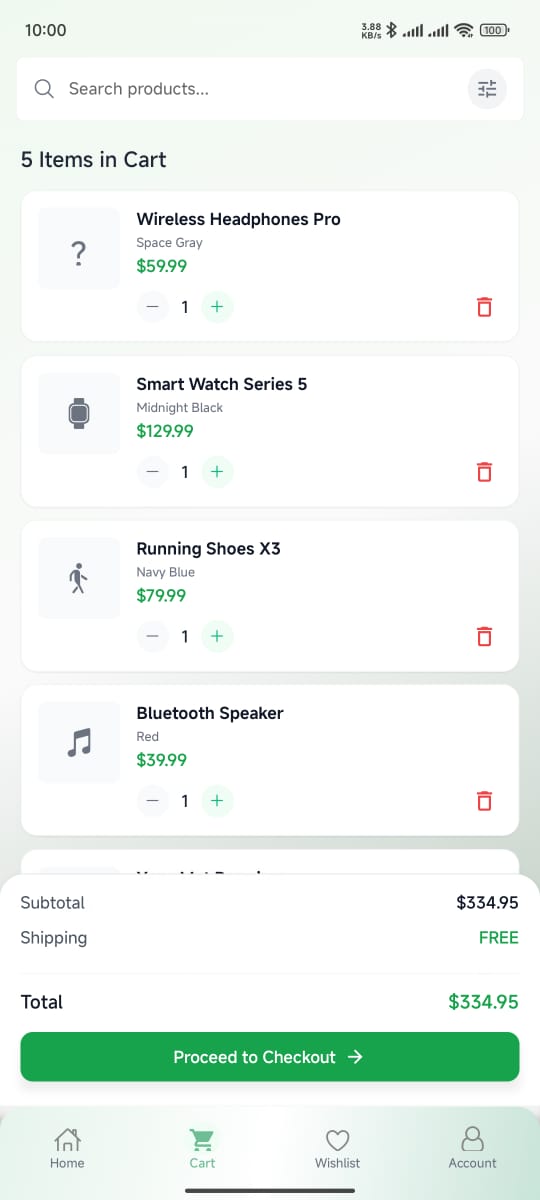 10:00
3.88
KB/s
100
Search products...
5 Items in Cart
?
Wireless Headphones Pro
Space Gray
$59.99
1
Smart Watch Series 5
Midnight Black
$129.99
1
Running Shoes X3
Navy Blue
$79.99
1
Bluetooth Speaker
Red
$39.99
1
Subtotal
$334.95
Shipping
FREE
Total
$334.95
Proceed to Checkout →
Home
Cart
Wishlist
Account